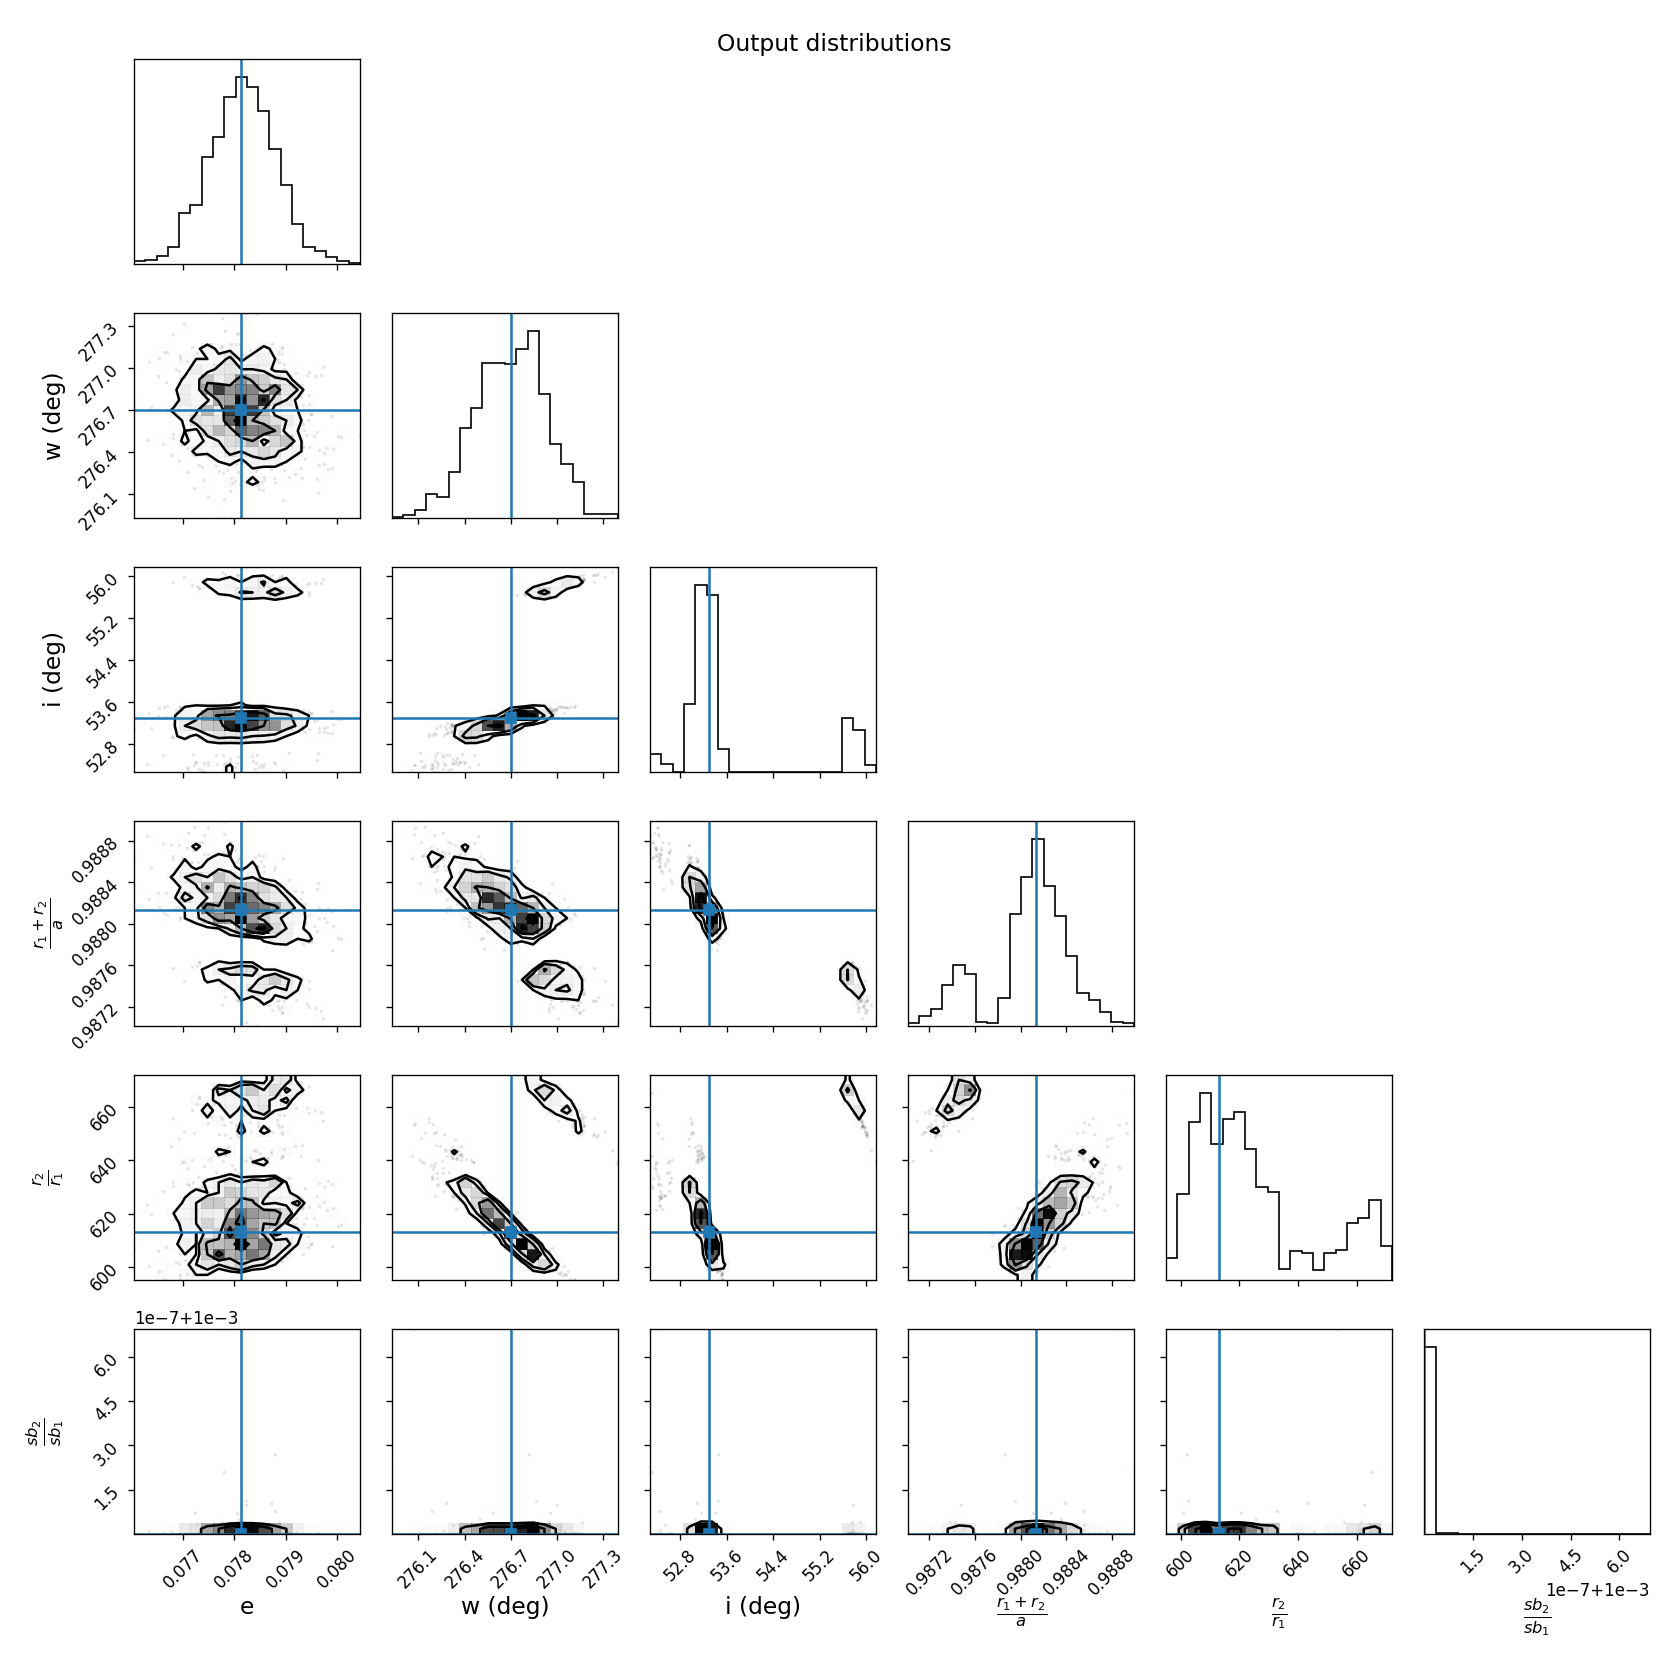 Output distributions
277.3
277.0
276.7
276.4
276.1
w (deg)
56.0
55.2
54.4
53.6
52.8
i (deg)
0.9888
0.9884
0.9880
0.9876
0.9872
r₁ + r₂
a
660
640
620
600
r₂
r₁
1e−7+1e−3
6.0
4.5
3.0
1.5
sb₂
sb₁
0.077 0.078 0.079 0.080
276.1 276.4 276.7 277.0 277.3
52.8 53.6 54.4 55.2 56.0
0.9872 0.9876 0.9880 0.9884 0.9888
600 620 640 660
1.5 3.0 4.5 6.0
1e−7+1e−3
e
w (deg)
i (deg)
r₁ + r₂
a
r₂
r₁
sb₂
sb₁